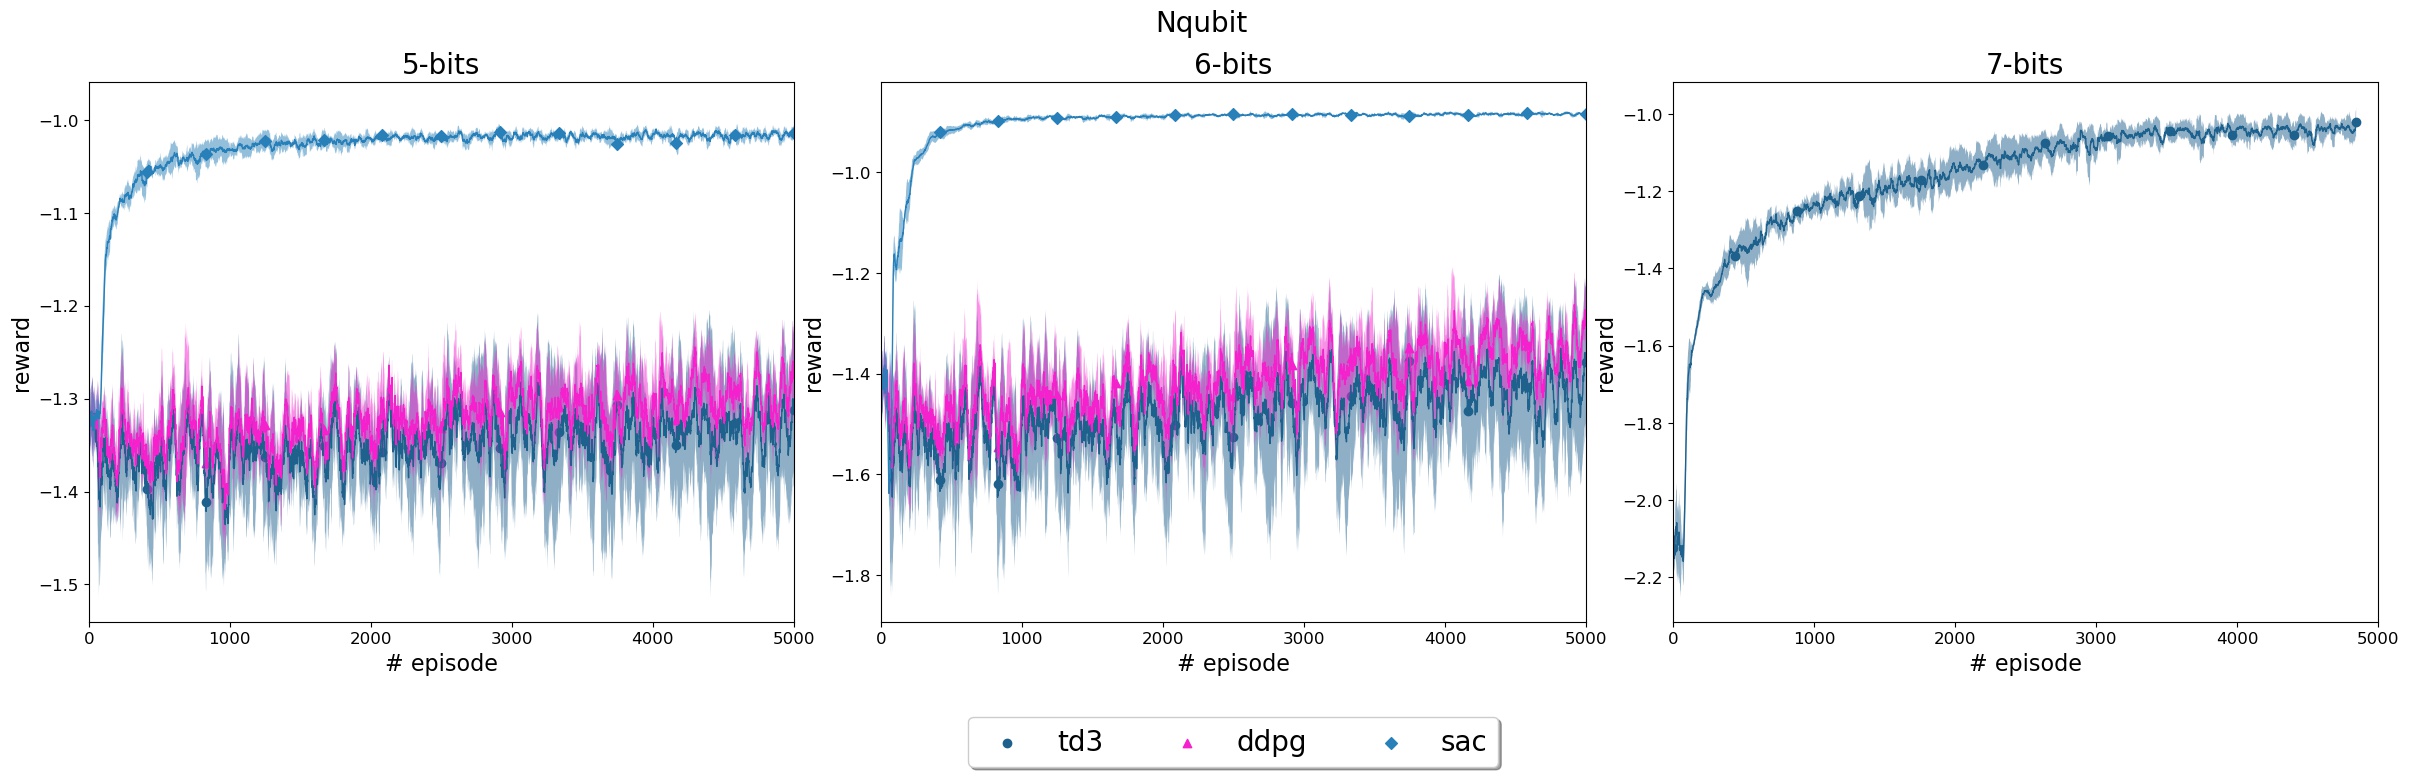 Nqubit
5-bits
6-bits
7-bits
−1.0
−1.1
−1.2
−1.3
−1.4
−1.5
reward
0
1000
2000
3000
4000
5000
# episode
−1.0
−1.2
−1.4
−1.6
−1.8
reward
0
1000
2000
3000
4000
5000
# episode
−1.0
−1.2
−1.4
−1.6
−1.8
−2.0
−2.2
reward
0
1000
2000
3000
4000
5000
# episode
td3
ddpg
sac